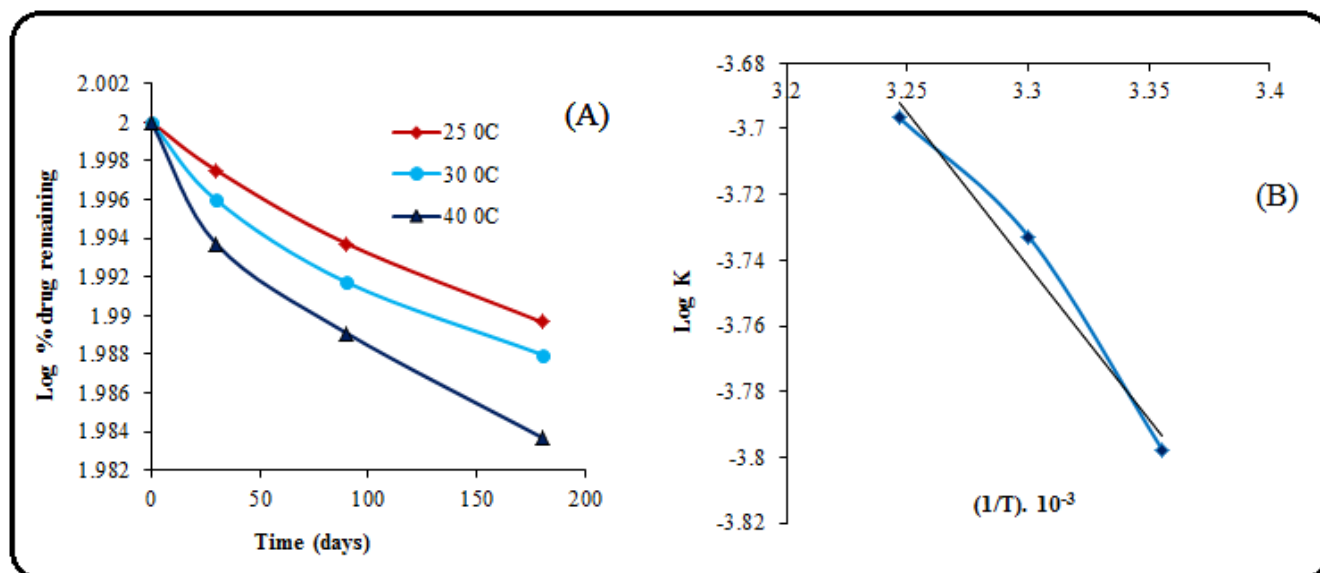 (A)
Log % drug remaining
2.002
2
1.998
1.996
1.994
1.992
1.99
1.988
1.986
1.984
1.982
0 50 100 150 200
Time (days)
25 0C
30 0C
40 0C
(B)
Log K
-3.68
-3.7
-3.72
-3.74
-3.76
-3.78
-3.8
-3.82
3.2 3.25 3.3 3.35 3.4
(1/T). 10-3